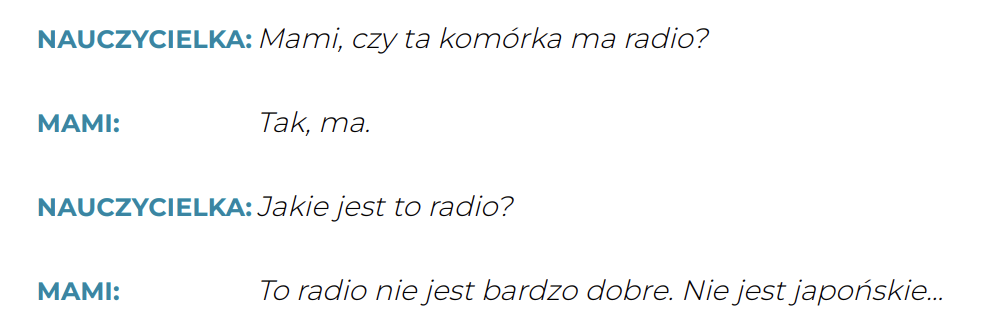 NAUCZYCIELKA: Mami, czy ta komórka ma radio?
MAMI: Tak, ma.
NAUCZYCIELKA: Jakie jest to radio?
MAMI: To radio nie jest bardzo dobre. Nie jest japońskie...